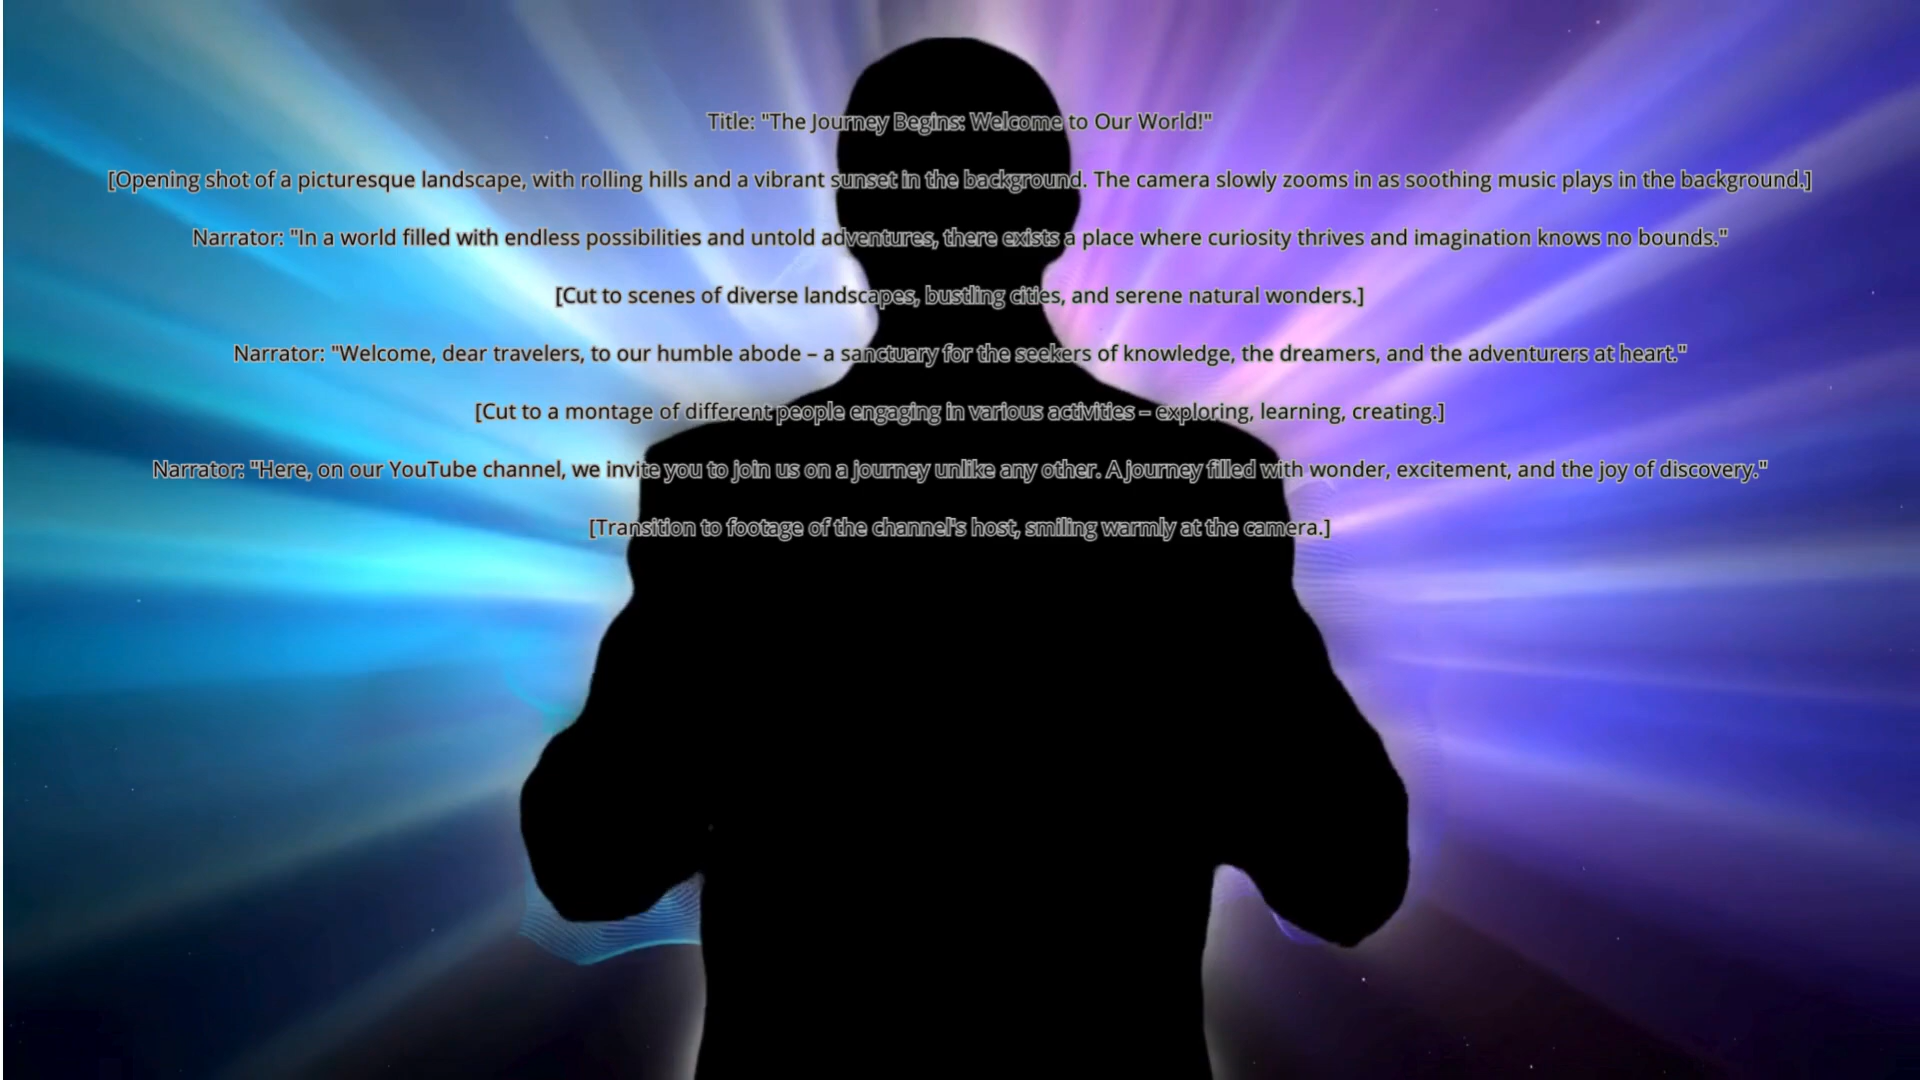 Title: "The Journey Begins: Welcome to Our World!"
[Opening shot of a picturesque landscape, with rolling hills and a vibrant sunset in the background. The camera slowly zooms in as soothing music plays in the background.]
Narrator: "In a world filled with endless possibilities and untold adventures, there exists a place where curiosity thrives and imagination knows no bounds."
[Cut to scenes of diverse landscapes, bustling cities, and serene natural wonders.]
Narrator: "Welcome, dear travelers, to our humble abode – a sanctuary for the seekers of knowledge, the dreamers, and the adventurers at heart."
[Cut to a montage of different people engaging in various activities – exploring, learning, creating.]
Narrator: "Here, on our YouTube channel, we invite you to join us on a journey unlike any other. A journey filled with wonder, excitement, and the joy of discovery."
[Transition to footage of the channel's host, smiling warmly at the camera.]